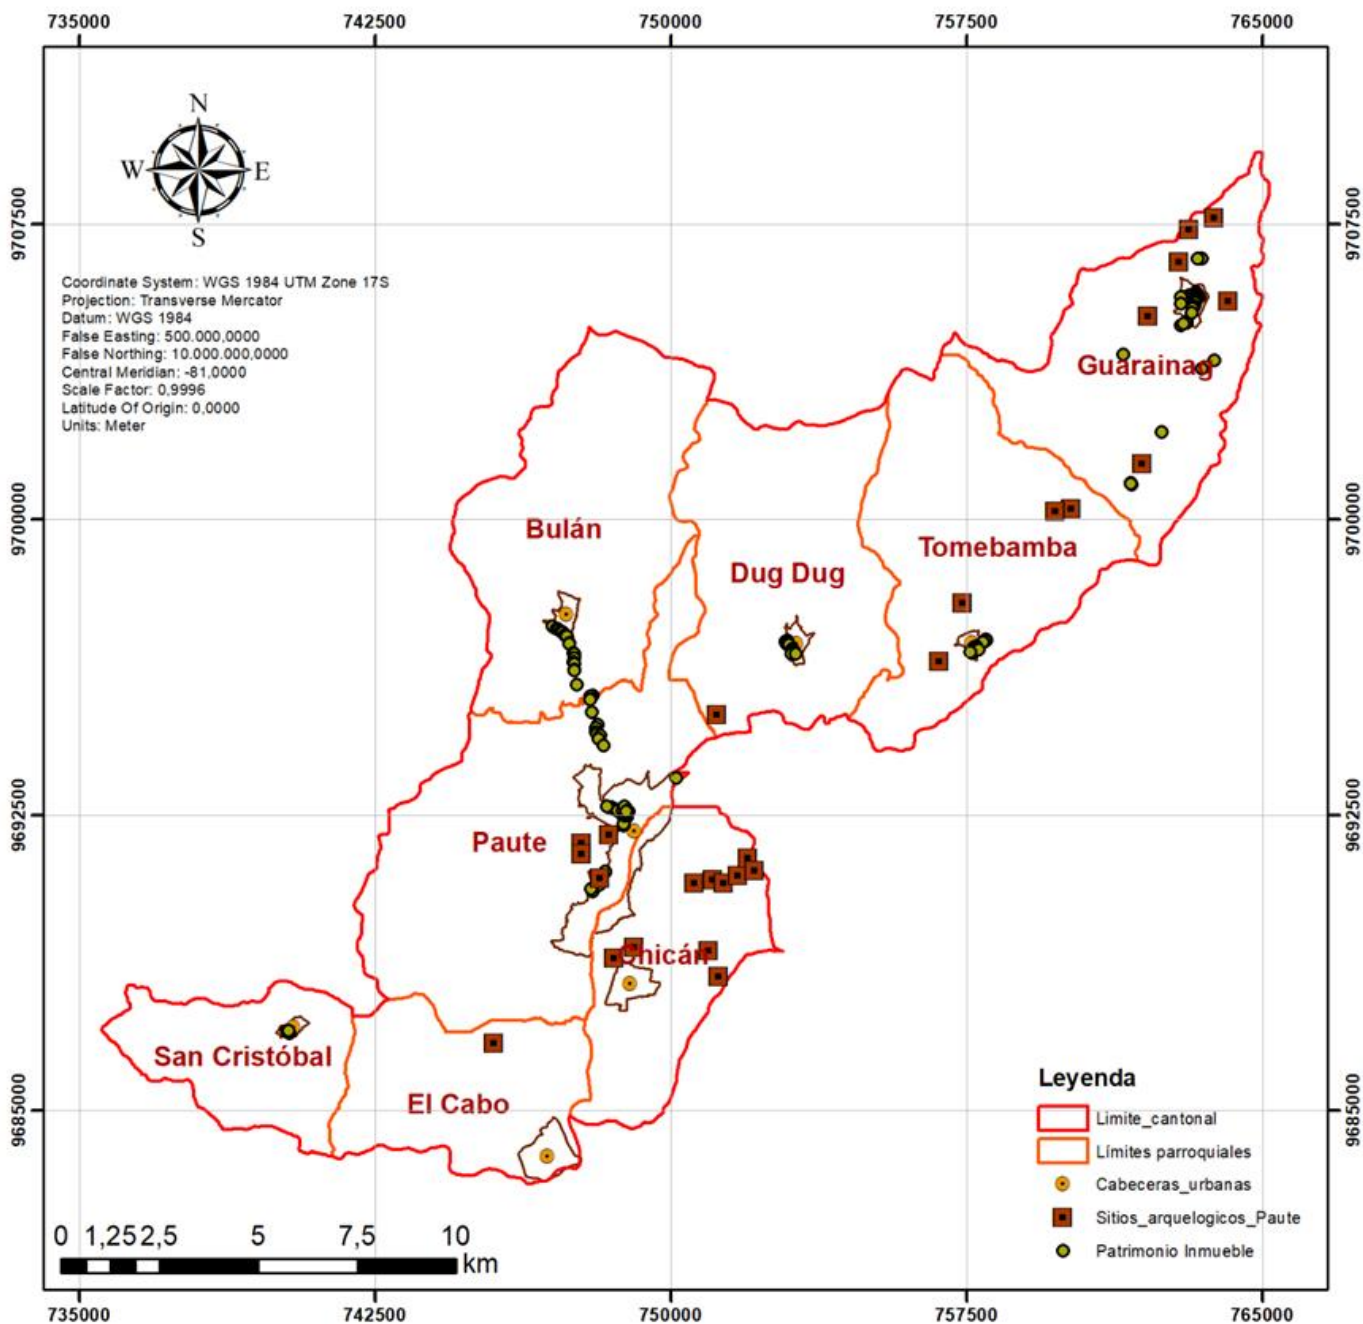 735000 742500 750000 757500 765000
N
W E
S
9707500 9707500
Coordinate System: WGS 1984 UTM Zone 17S
Projection: Transverse Mercator
Datum: WGS 1984
False Easting: 500.000,0000
False Northing: 10.000.000,0000
Central Meridian: -81,0000
Scale Factor: 0,9996
Latitude Of Origin: 0,0000
Units: Meter
Guarainag
9700000 9700000
Bulán
Tomebamba
Dug Dug
9692500 9692500
Paute
Chicán
San Cristóbal
El Cabo
9685000 9685000
Leyenda
Limite_cantonal
Límites parroquiales
Cabeceras_urbanas
Sitios_arquelogicos_Paute
Patrimonio Inmueble
0 1,25 2,5 5 7,5 10
km
735000 742500 750000 757500 765000